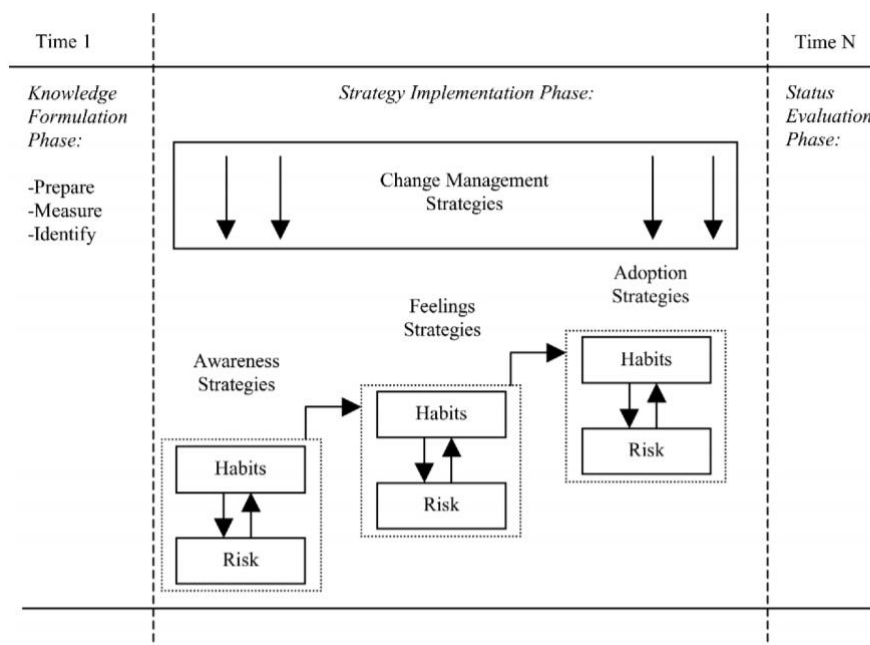 Time 1
Time N
Knowledge
Formulation
Phase:
-Prepare
-Measure
-Identify
Strategy Implementation Phase:
Change Management
Strategies
Awareness
Strategies
Habits
Risk
Feelings
Strategies
Habits
Risk
Adoption
Strategies
Habits
Risk
Status
Evaluation
Phase: